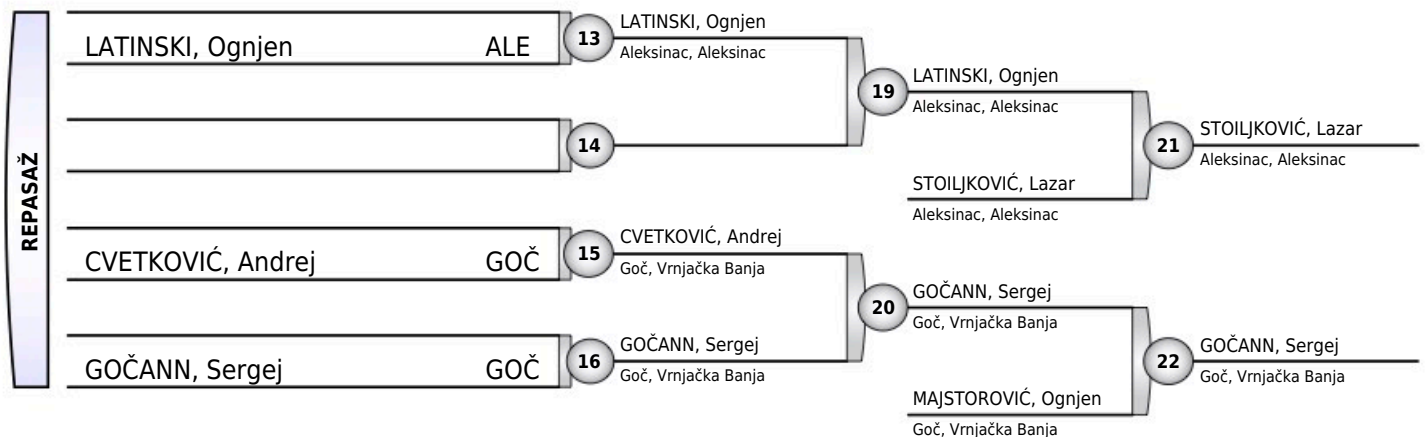 REPASAŽ
LATINSKI, Ognjen ALE
13
LATINSKI, Ognjen
Aleksinac, Aleksinac
14
19
LATINSKI, Ognjen
Aleksinac, Aleksinac
STOILJKOVIĆ, Lazar
Aleksinac, Aleksinac
21
STOILJKOVIĆ, Lazar
Aleksinac, Aleksinac
CVETKOVIĆ, Andrej GOČ
15
CVETKOVIĆ, Andrej
Goč, Vrnjačka Banja
GOČANN, Sergej GOČ
16
GOČANN, Sergej
Goč, Vrnjačka Banja
20
GOČANN, Sergej
Goč, Vrnjačka Banja
MAJSTOROVIĆ, Ognjen
Goč, Vrnjačka Banja
22
GOČANN, Sergej
Goč, Vrnjačka Banja